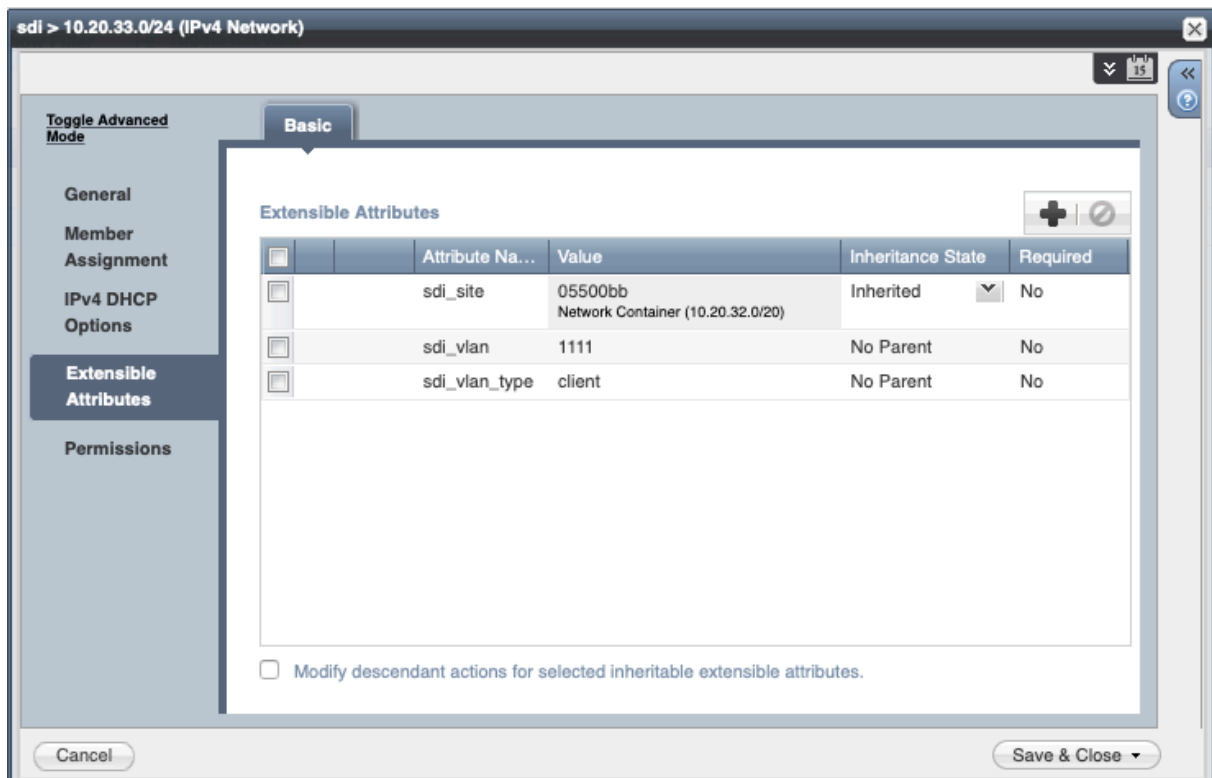 sdi > 10.20.33.0/24 (IPv4 Network)
15
Toggle Advanced
Mode
Basic
General
Member
Assignment
IPv4 DHCP
Options
Extensible
Attributes
Permissions
Extensible Attributes
Attribute Na... Value Inheritance State Required
sdi_site 05500bb Inherited No
Network Container (10.20.32.0/20)
sdi_vlan 1111 No Parent No
sdi_vlan_type client No Parent No
Modify descendant actions for selected inheritable extensible attributes.
Cancel Save & Close